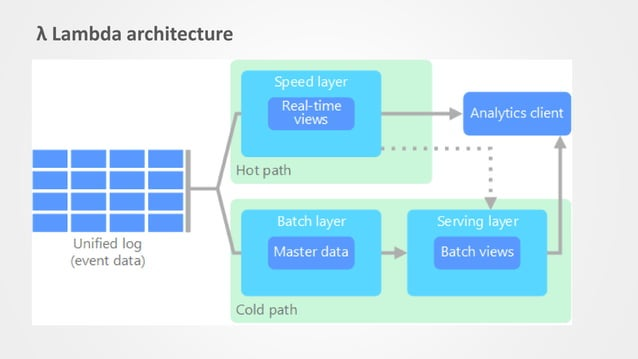 λ Lambda architecture
Speed layer
Real-time
views
Hot path
Analytics client
Unified log
(event data)
Batch layer
Master data
Serving layer
Batch views
Cold path